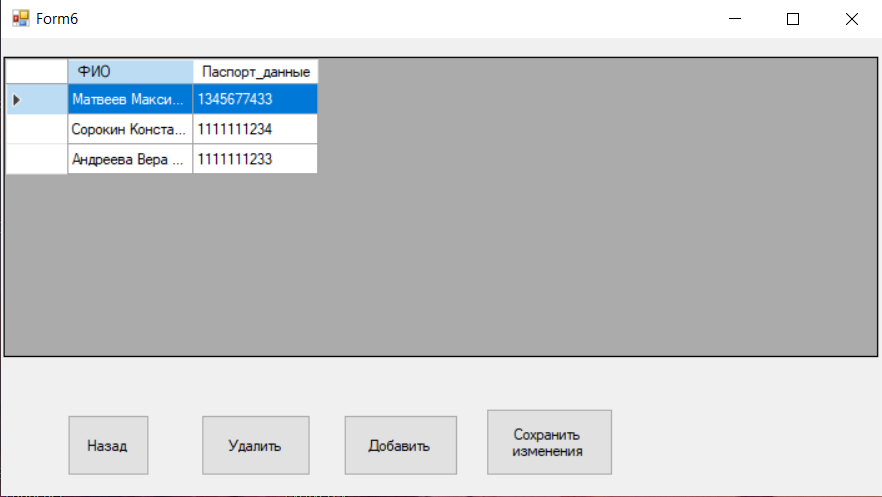 Form6
ФИО Паспорт_данные
Матвеев Макси... 1345677433
Сорокин Конста... 1111111234
Андреева Вера ... 1111111233
Назад Удалить Добавить Сохранить
изменения